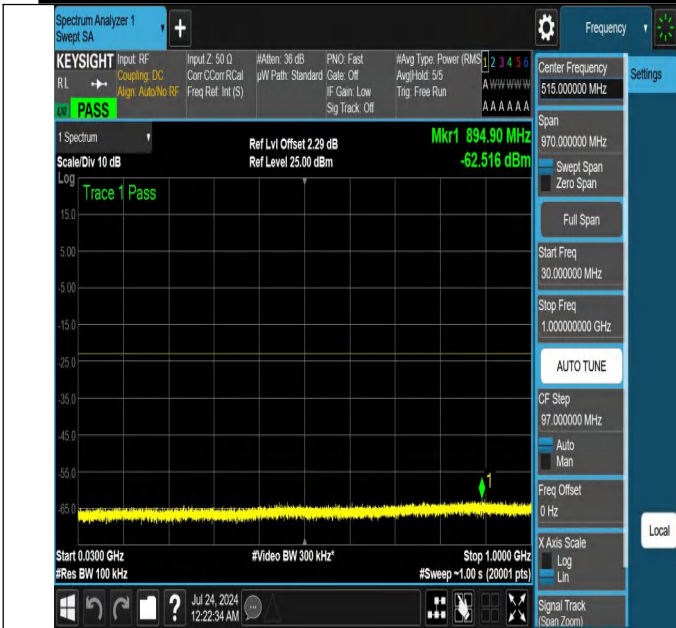 Spectrum Analyzer 1
Swept SA
+
Frequency
KEYSIGHT
RL
PASS
Input: RF
Coupling: DC
Align: Auto/No RF
Input Z: 50 Ω
Corr CCorr RCal
Freq Ref: Int (S)
#Atten: 36 dB
µW Path: Standard
PNO: Fast
Gate: Off
IF Gain: Low
Sig Track: Off
#Avg Type: Power (RMS
Avg|Hold: 5/5
Trig: Free Run
1 2 3 4 5 6
A W W W W W
A A A A A A
1 Spectrum
Scale/Div 10 dB
Ref Lvl Offset 2.29 dB
Ref Level 25.00 dBm
Mkr1 894.90 MHz
-62.516 dBm
Log
Trace 1 Pass
15.0
5.00
-5.00
-15.0
-25.0
-35.0
-45.0
-55.0
-65.0
1
Start 0.0300 GHz
#Res BW 100 kHz
#Video BW 300 kHz*
Stop 1.0000 GHz
#Sweep ~1.00 s (20001 pts)
Jul 24, 2024
12:22:34 AM
?
Center Frequency
515.000000 MHz
Settings
Span
970.000000 MHz
Swept Span
Zero Span
Full Span
Start Freq
30.000000 MHz
Stop Freq
1.000000000 GHz
AUTO TUNE
CF Step
97.000000 MHz
Auto
Man
Freq Offset
0 Hz
X Axis Scale
Log
Lin
Local
Signal Track
(Span Zoom)